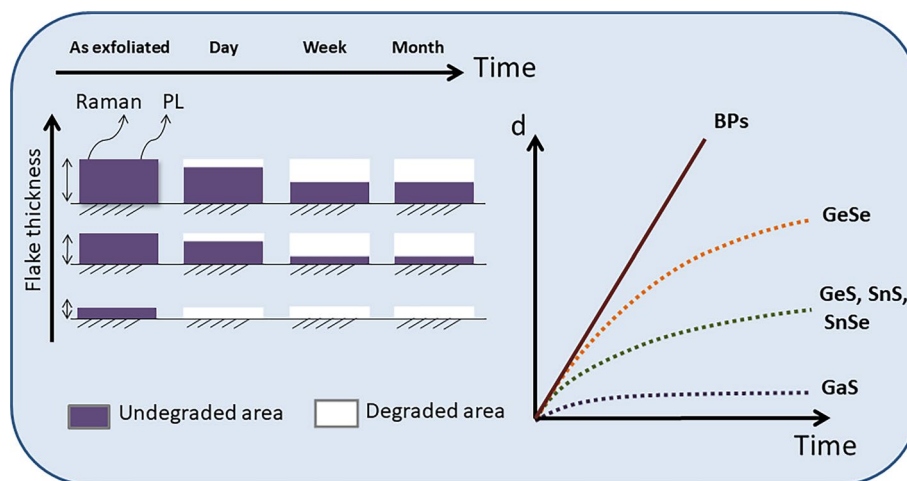 As exfoliated Day Week Month
Time
Raman PL
Flake thickness
Undegraded area Degraded area
d
BPs
GeSe
GeS, SnS,
SnSe
GaS
Time